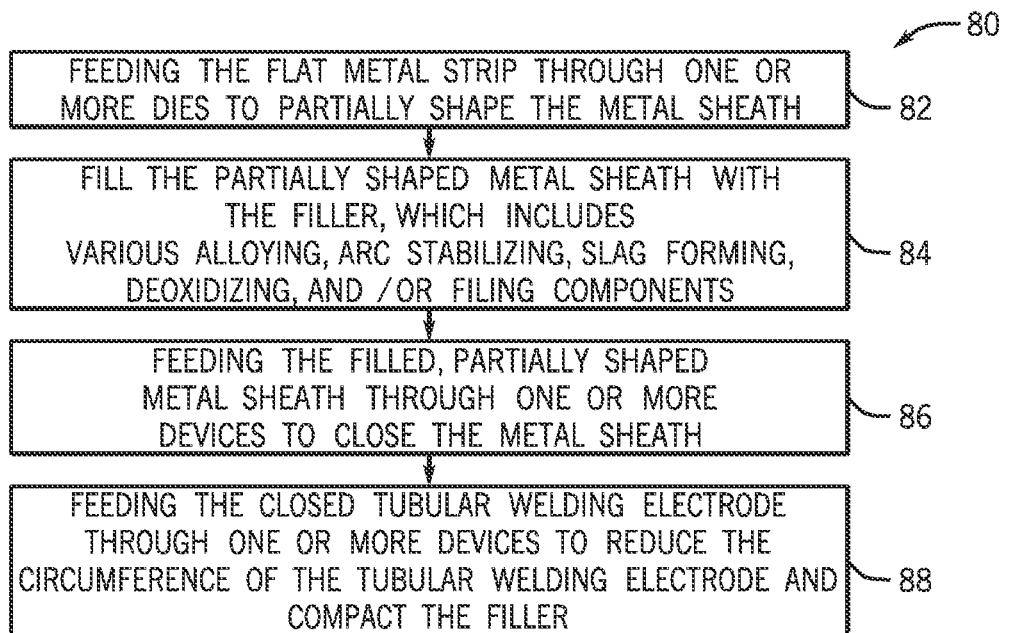 80
FEEDING THE FLAT METAL STRIP THROUGH ONE OR
MORE DIES TO PARTIALLY SHAPE THE METAL SHEATH
82
FILL THE PARTIALLY SHAPED METAL SHEATH WITH
THE FILLER, WHICH INCLUDES
VARIOUS ALLOYING, ARC STABILIZING, SLAG FORMING,
DEOXIDIZING, AND /OR FILING COMPONENTS
84
FEEDING THE FILLED, PARTIALLY SHAPED
METAL SHEATH THROUGH ONE OR MORE
DEVICES TO CLOSE THE METAL SHEATH
86
FEEDING THE CLOSED TUBULAR WELDING ELECTRODE
THROUGH ONE OR MORE DEVICES TO REDUCE THE
CIRCUMFERENCE OF THE TUBULAR WELDING ELECTRODE AND
COMPACT THE FILLER
88